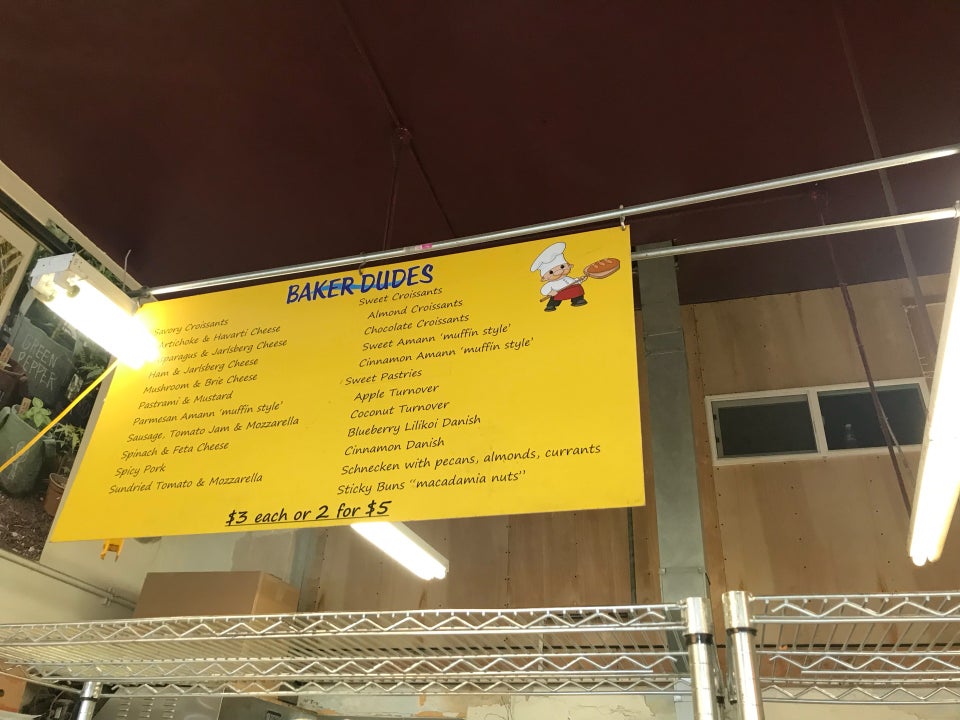 BAKER DUDES
Savory Croissants
Artichoke & Havarti Cheese
Asparagus & Jarlsberg Cheese
Ham & Jarlsberg Cheese
Mushroom & Brie Cheese
Pastrami & Mustard
Parmesan Amann 'muffin style'
Sausage, Tomato Jam & Mozzarella
Spinach & Feta Cheese
Spicy Pork
Sundried Tomato & Mozzarella
Sweet Croissants
Almond Croissants
Chocolate Croissants
Sweet Amann 'muffin style'
Cinnamon Amann 'muffin style'
Sweet Pastries
Apple Turnover
Coconut Turnover
Blueberry Lilikoi Danish
Cinnamon Danish
Schnecken with pecans, almonds, currants
Sticky Buns "macadamia nuts"
$3 each or 2 for $5
GREEN
PEPPER